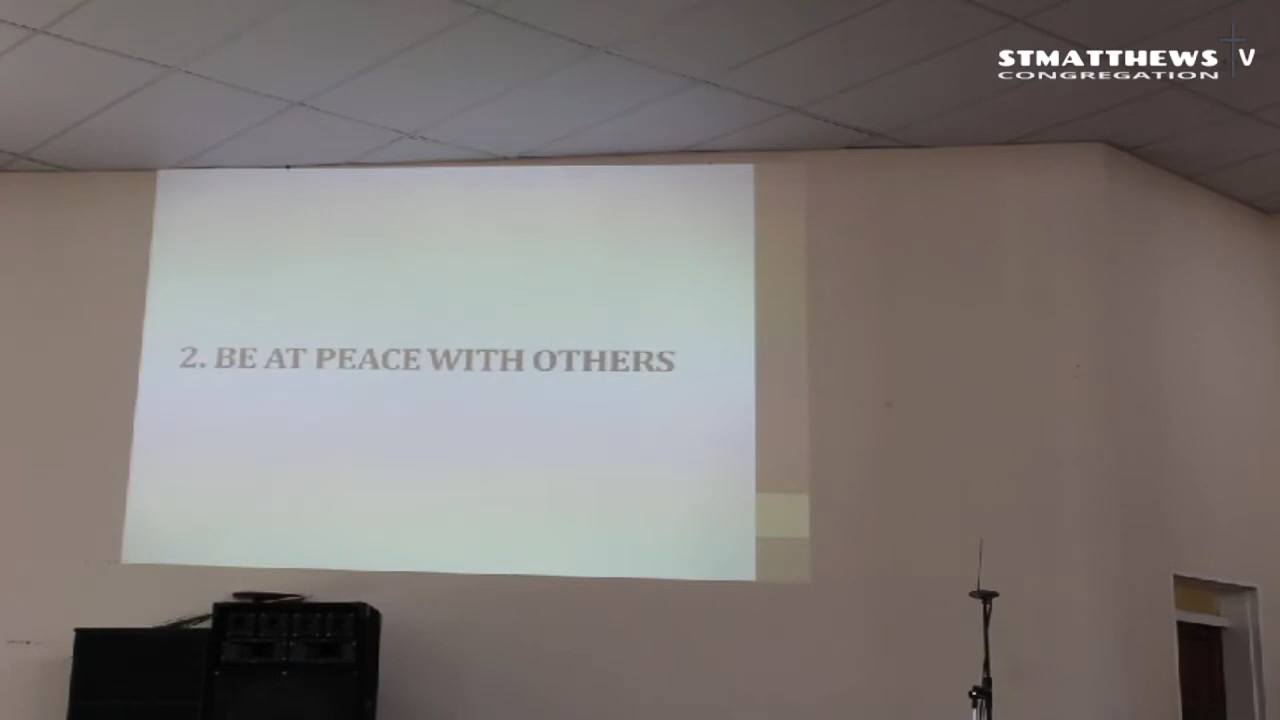 STMATTHEWS V
CONGREGATION
2. BE AT PEACE WITH OTHERS